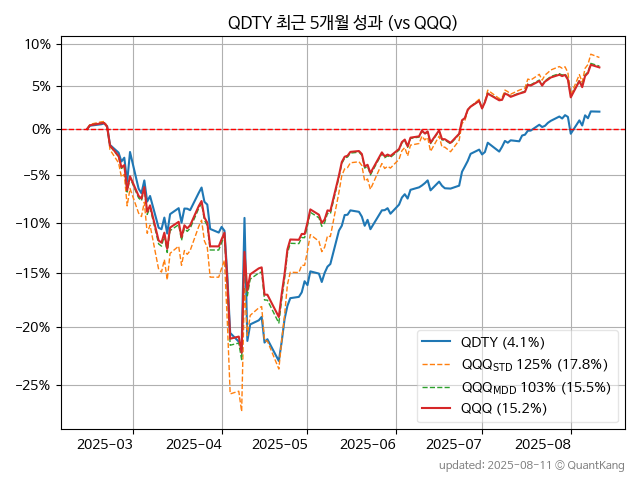 QDTY 최근 5개월 성과 (vs QQQ)
10%
5%
0%
−5%
−10%
−15%
−20%
−25%
QDTY (4.1%)
QQQSTD 125% (17.8%)
QQQMDD 103% (15.5%)
QQQ (15.2%)
2025-03 2025-04 2025-05 2025-06 2025-07 2025-08
updated: 2025-08-11 © QuantKang